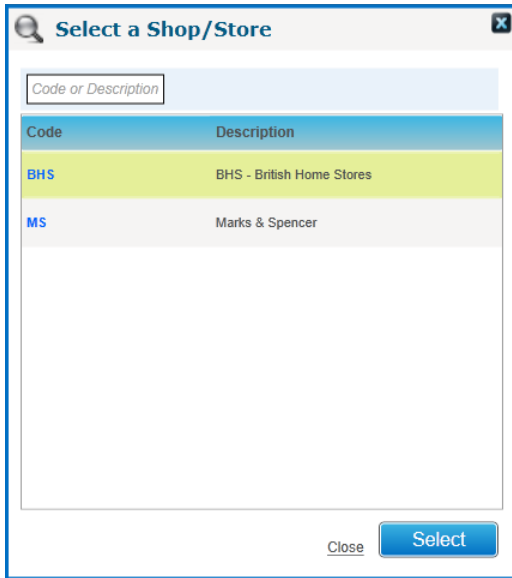 Select a Shop/Store
Code or Description
Code Description
BHS BHS - British Home Stores
MS Marks & Spencer
Close Select